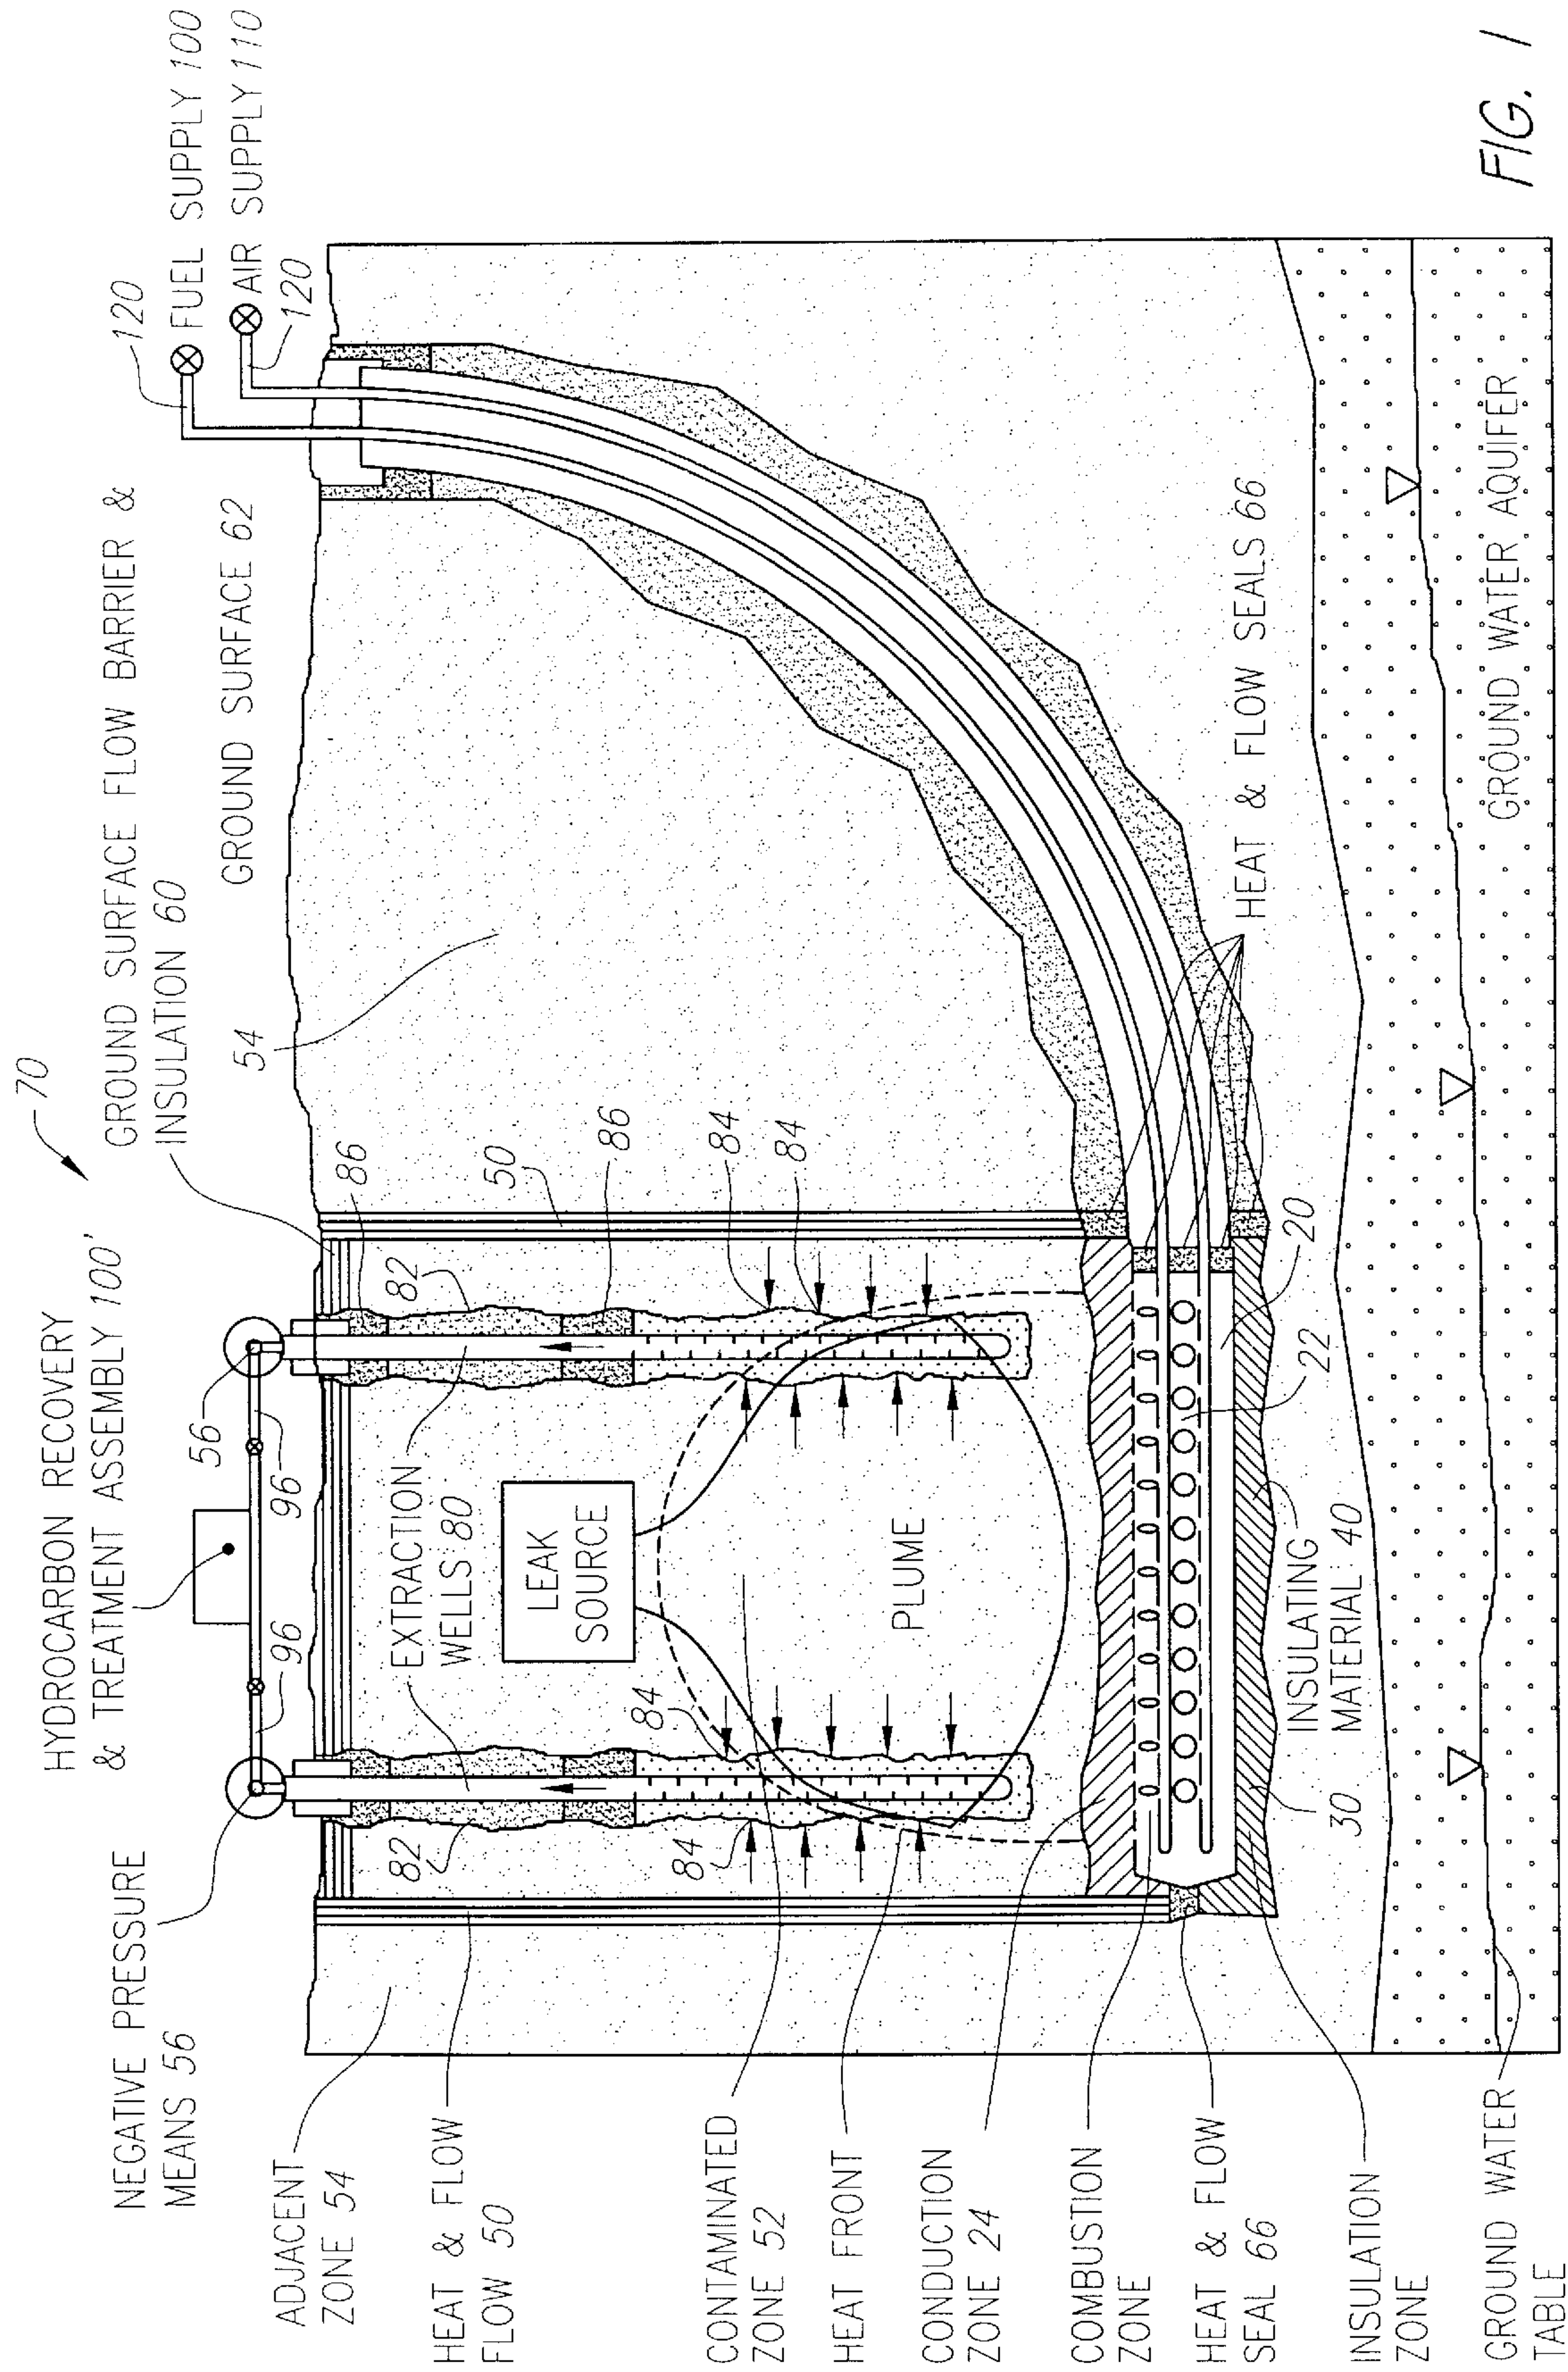 70
HYDROCARBON RECOVERY
& TREATMENT ASSEMBLY 100'
NEGATIVE PRESSURE
MEANS 56
56
96
96
GROUND SURFACE FLOW BARRIER &
INSULATION 60
GROUND SURFACE 62
120
FUEL SUPPLY 100
AIR SUPPLY 110
120
ADJACENT
ZONE 54
HEAT & FLOW
FLOW 50
CONTAMINATED
ZONE 52
HEAT FRONT
CONDUCTION
ZONE 24
COMBUSTION
ZONE
HEAT & FLOW
SEAL 66
INSULATION
ZONE
GROUND WATER
TABLE
82
EXTRACTION
WELLS 80
82
86
86
50
54
LEAK
SOURCE
84
84
84
84
PLUME
30
INSULATING
MATERIAL 40
22
20
HEAT & FLOW SEALS 66
GROUND WATER AQUIFER
FIG. 1